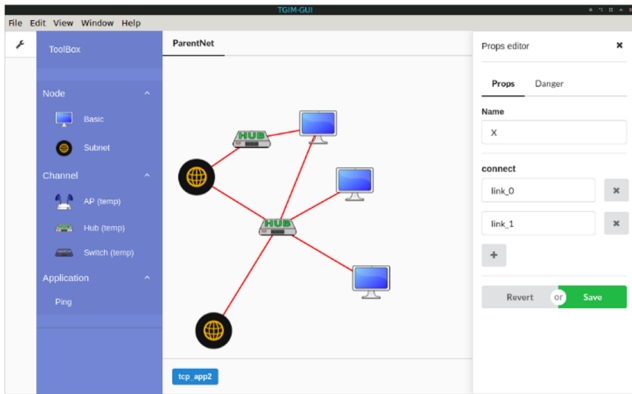 TGIM-GUI
File Edit View Window Help
ToolBox
Node
Basic
Subnet
Channel
AP (temp)
Hub (temp)
Switch (temp)
Application
Ping
ParentNet
HUB
HUB
tcp_app2
Props editor
Props Danger
Name
X
connect
link_0
link_1
Revert or Save